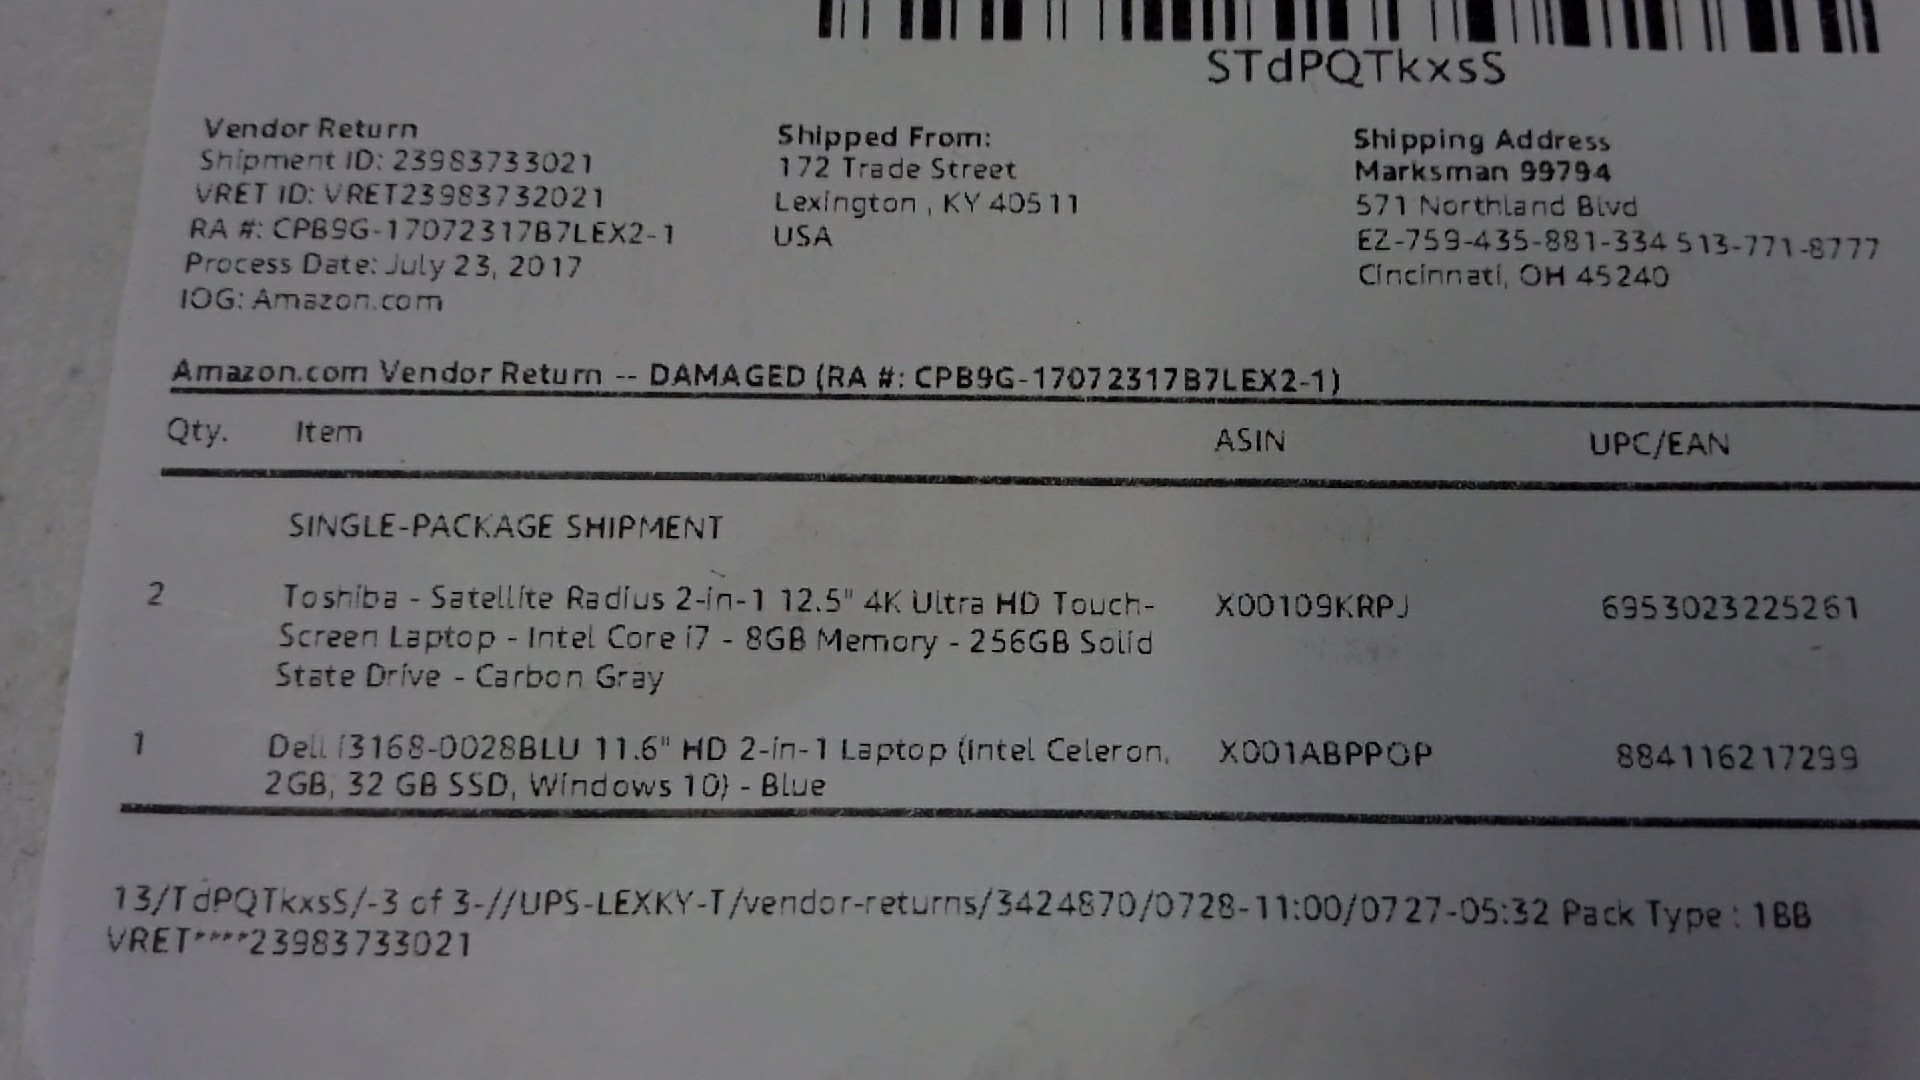 STdPQTkxsS
Vendor Return
Shipment ID: 23983733021
VRET ID: VRET23983732021
RA #: CPB9G-17072317B7LEX2-1
Process Date: July 23, 2017
IOG: Amazon.com
Shipped From:
172 Trade Street
Lexington , KY 40511
USA
Shipping Address
Marksman 99794
571 Northland Blvd
EZ-759-435-881-334 513-771-8777
Cincinnati, OH 45240
Amazon.com Vendor Return -- DAMAGED (RA #: CPB9G-17072317B7LEX2-1)
Qty. Item ASIN UPC/EAN
SINGLE-PACKAGE SHIPMENT
2 Toshiba - Satellite Radius 2-in-1 12.5" 4K Ultra HD Touch- X00109KRPJ 6953023225261
Screen Laptop - Intel Core i7 - 8GB Memory - 256GB Solid
State Drive - Carbon Gray
1 Dell i3168-0028BLU 11.6" HD 2-in-1 Laptop (Intel Celeron, X001ABPPOP 884116217299
2GB, 32 GB SSD, Windows 10) - Blue
13/TdPQTkxsS/-3 of 3-//UPS-LEXKY-T/vendor-returns/3424870/0728-11:00/0727-05:32 Pack Type : 1BB
VRET****23983733021